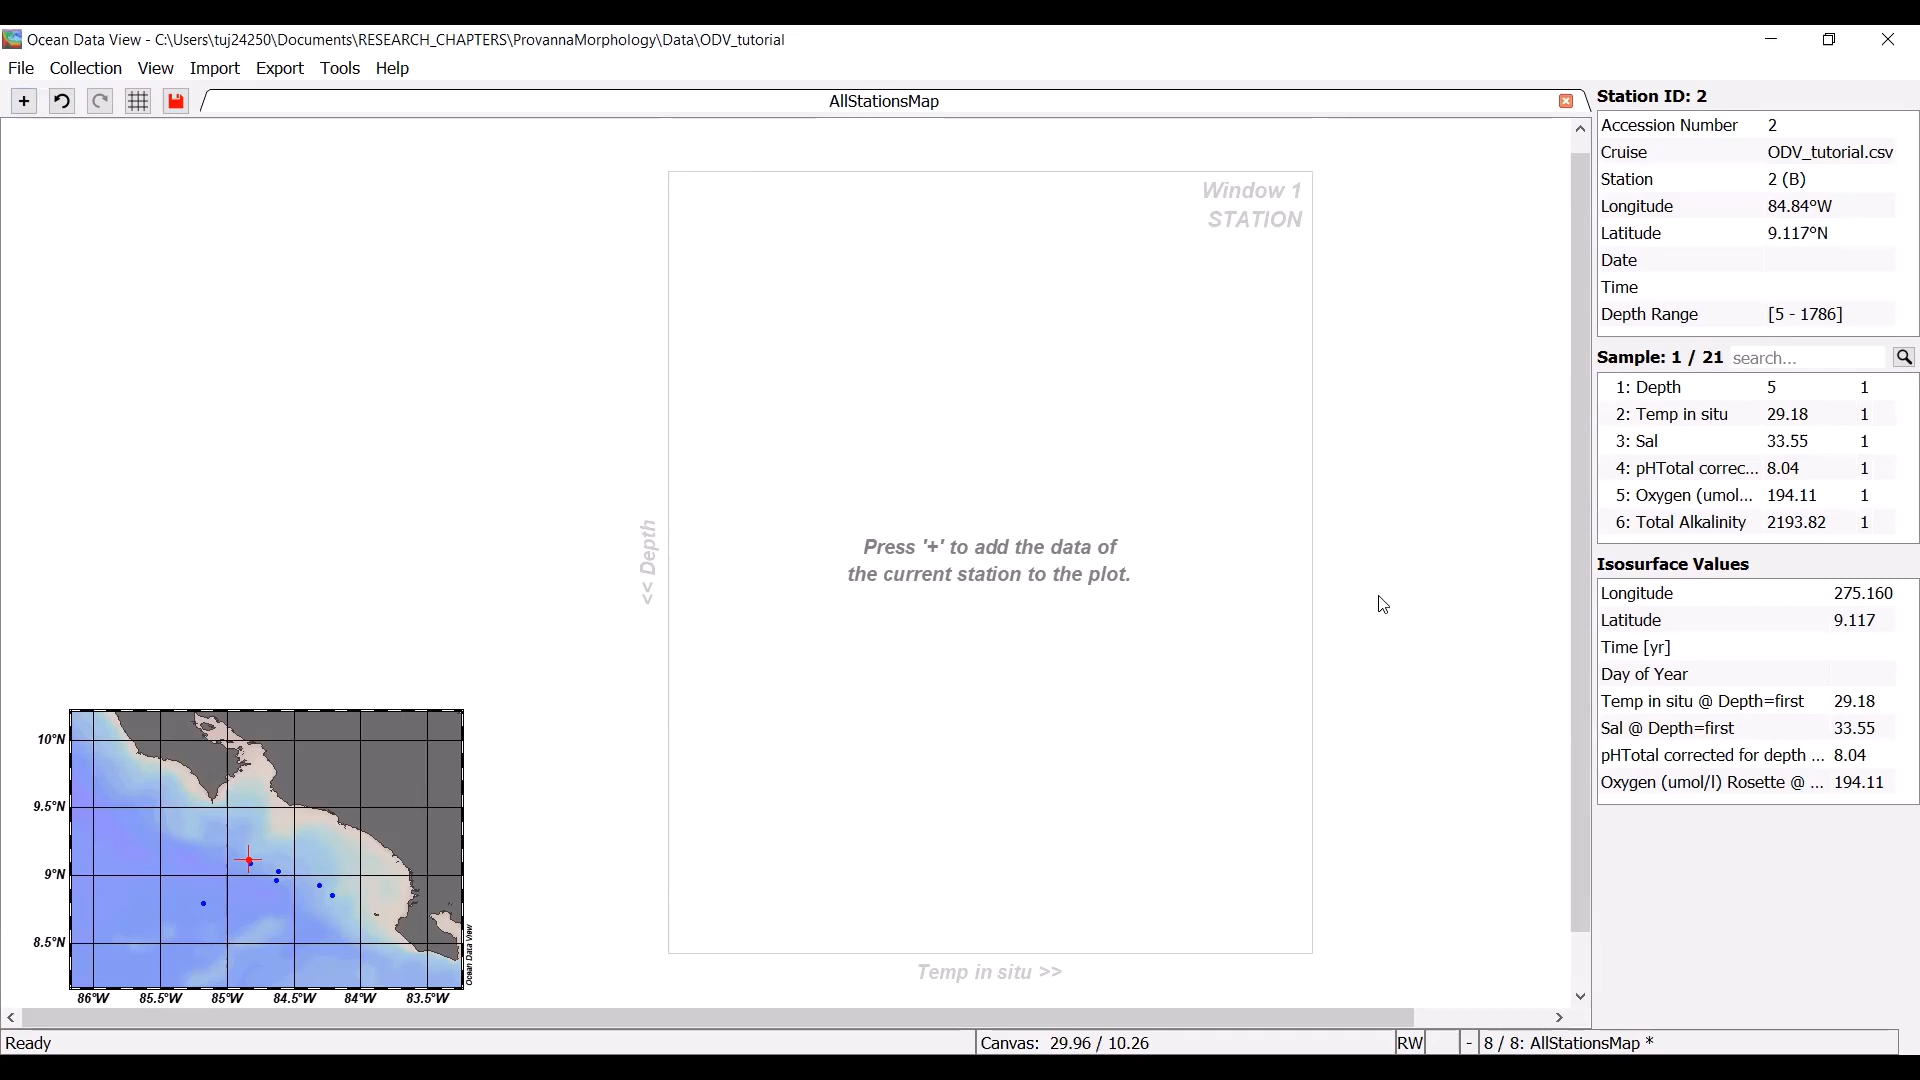 Ocean Data View - C:\Users\tuj24250\Documents\RESEARCH_CHAPTERS\ProvannaMorphology\Data\ODV_tutorial
File Collection View Import Export Tools Help
AllStationsMap
Station ID: 2
Accession Number 2
Cruise ODV_tutorial.csv
Station 2 (B)
Longitude 84.84°W
Latitude 9.117°N
Date
Time
Depth Range [5 - 1786]
Sample: 1 / 21 search...
1: Depth 5 1
2: Temp in situ 29.18 1
3: Sal 33.55 1
4: pHTotal correc... 8.04 1
5: Oxygen (umol... 194.11 1
6: Total Alkalinity 2193.82 1
Isosurface Values
Longitude 275.160
Latitude 9.117
Time [yr]
Day of Year
Temp in situ @ Depth=first 29.18
Sal @ Depth=first 33.55
pHTotal corrected for depth ... 8.04
Oxygen (umol/l) Rosette @ ... 194.11
Window 1
STATION
<< Depth
Press '+' to add the data of
the current station to the plot.
Temp in situ >>
10°N
9.5°N
9°N
8.5°N
86°W 85.5°W 85°W 84.5°W 84°W 83.5°W
Ocean Data View
Ready
Canvas: 29.96 / 10.26
RW
- 8 / 8: AllStationsMap *